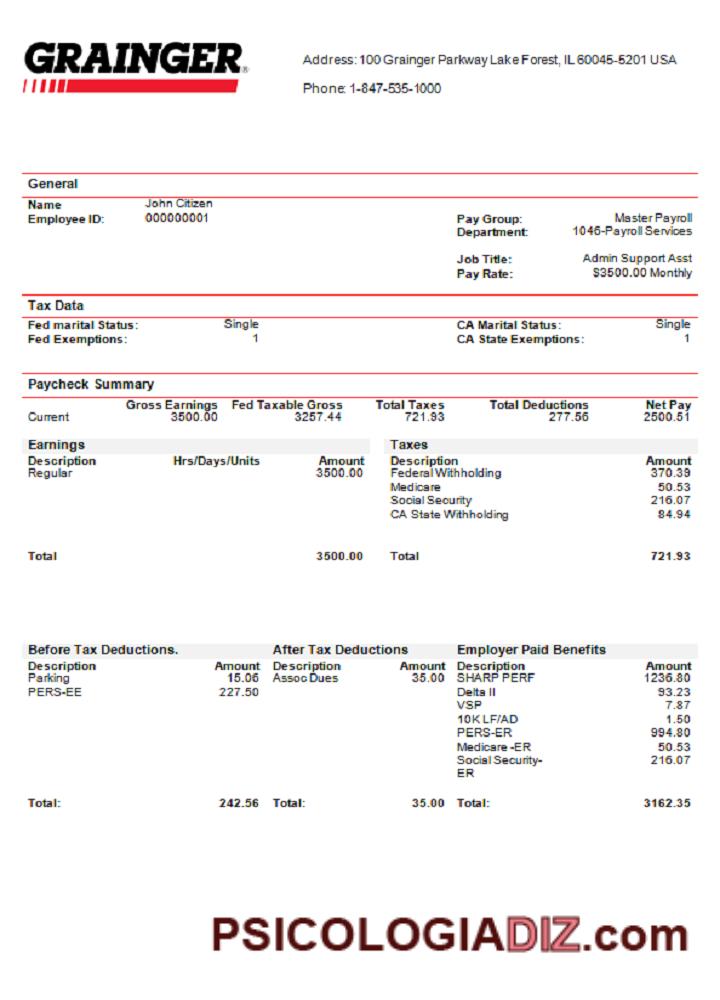 GRAINGER
Address: 100 Grainger Parkway Lake Forest, IL 60045-5201 USA
Phone: 1-847-535-1000
General
Name John Citizen
Employee ID: 000000001
Pay Group: Master Payroll
Department: 1046-Payroll Services
Job Title: Admin Support Asst
Pay Rate: $3500.00 Monthly
Tax Data
Fed marital Status: Single CA Marital Status: Single
Fed Exemptions: 1 CA State Exemptions: 1
Paycheck Summary
Gross Earnings Fed Taxable Gross Total Taxes Total Deductions Net Pay
Current 3500.00 3257.44 721.93 277.56 2500.51
Earnings Taxes
Description Hrs/Days/Units Amount Description Amount
Regular 3500.00 Federal Withholding 370.39
Medicare 50.53
Social Security 216.07
CA State Withholding 84.94
Total 3500.00 Total 721.93
Before Tax Deductions. After Tax Deductions Employer Paid Benefits
Description Amount Description Amount Description Amount
Parking 15.06 Assoc Dues 35.00 SHARP PERF 1236.80
PERS-EE 227.50 Delta II 93.23
VSP 7.87
10K LF/AD 1.50
PERS-ER 994.80
Medicare -ER 50.53
Social Security- 216.07
ER
Total: 242.56 Total: 35.00 Total: 3162.35
PSICOLOGIADIZ.com